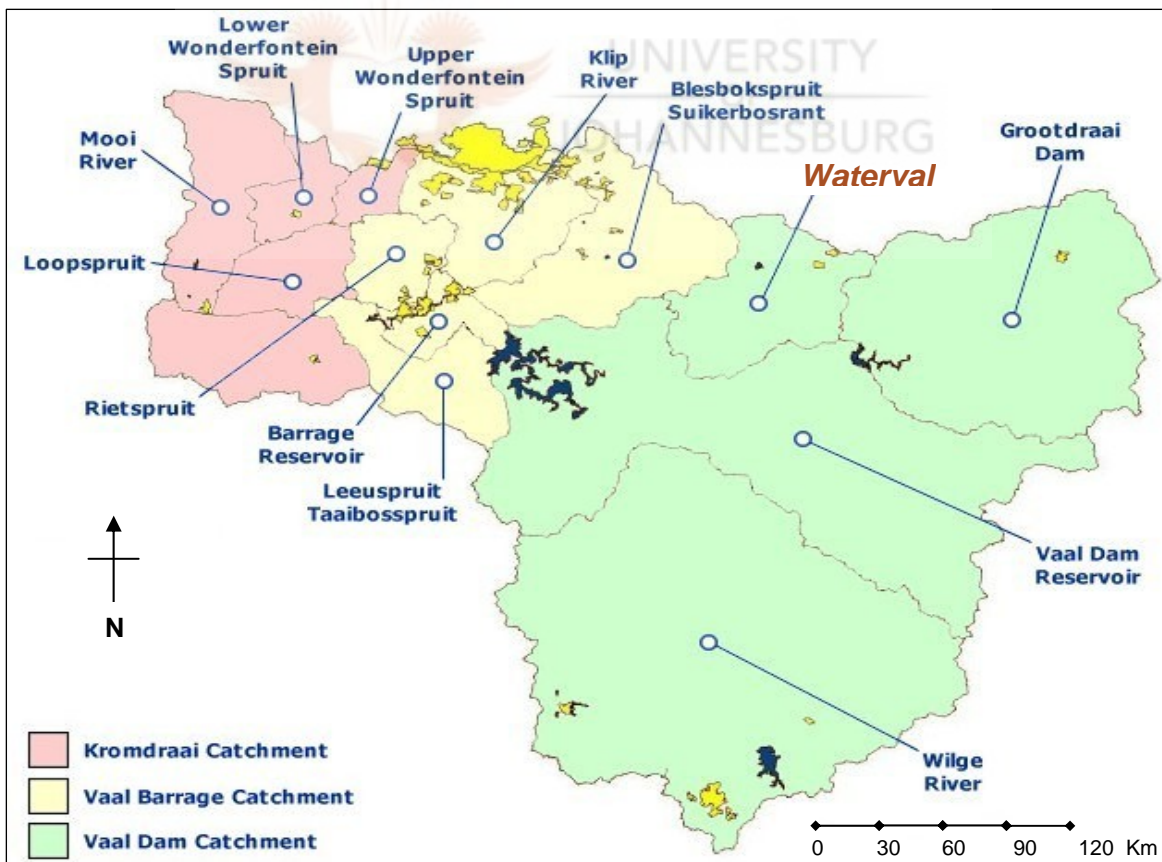 UNIVERSITY
JOHANNESBURG
Lower
Wonderfontein
Spruit
Upper
Wonderfontein
Spruit
Klip
River
Blesbokspruit
Suikerbosrant
Grootdraai
Dam
Mooi
River
Waterval
Loopspruit
Rietspruit
Barrage
Reservoir
Leeuspruit
Taaibosspruit
Vaal Dam
Reservoir
Wilge
River
N
Kromdraai Catchment
Vaal Barrage Catchment
Vaal Dam Catchment
0 30 60 90 120 Km